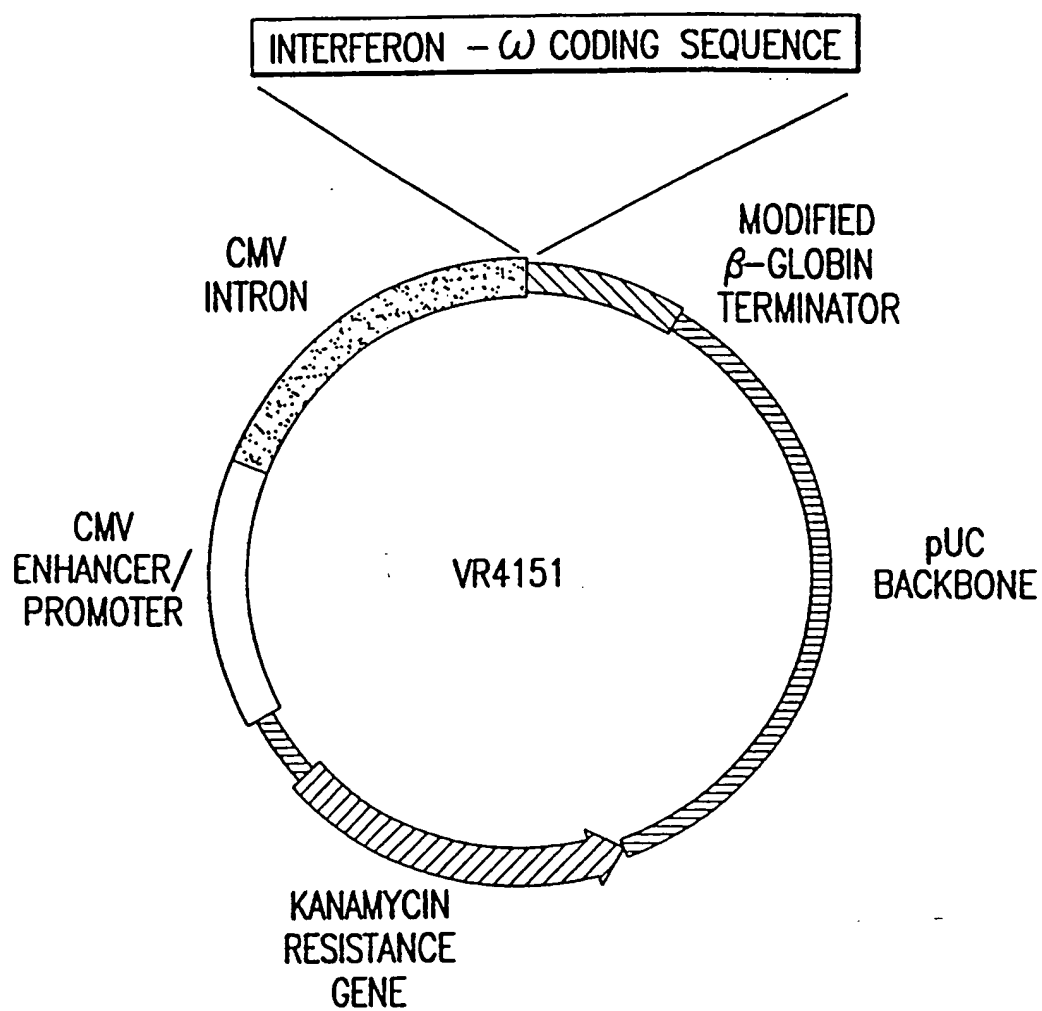 INTERFERON - ω CODING SEQUENCE
CMV
INTRON
MODIFIED
β-GLOBIN
TERMINATOR
CMV
ENHANCER/
PROMOTER
VR4151
pUC
BACKBONE
KANAMYCIN
RESISTANCE
GENE